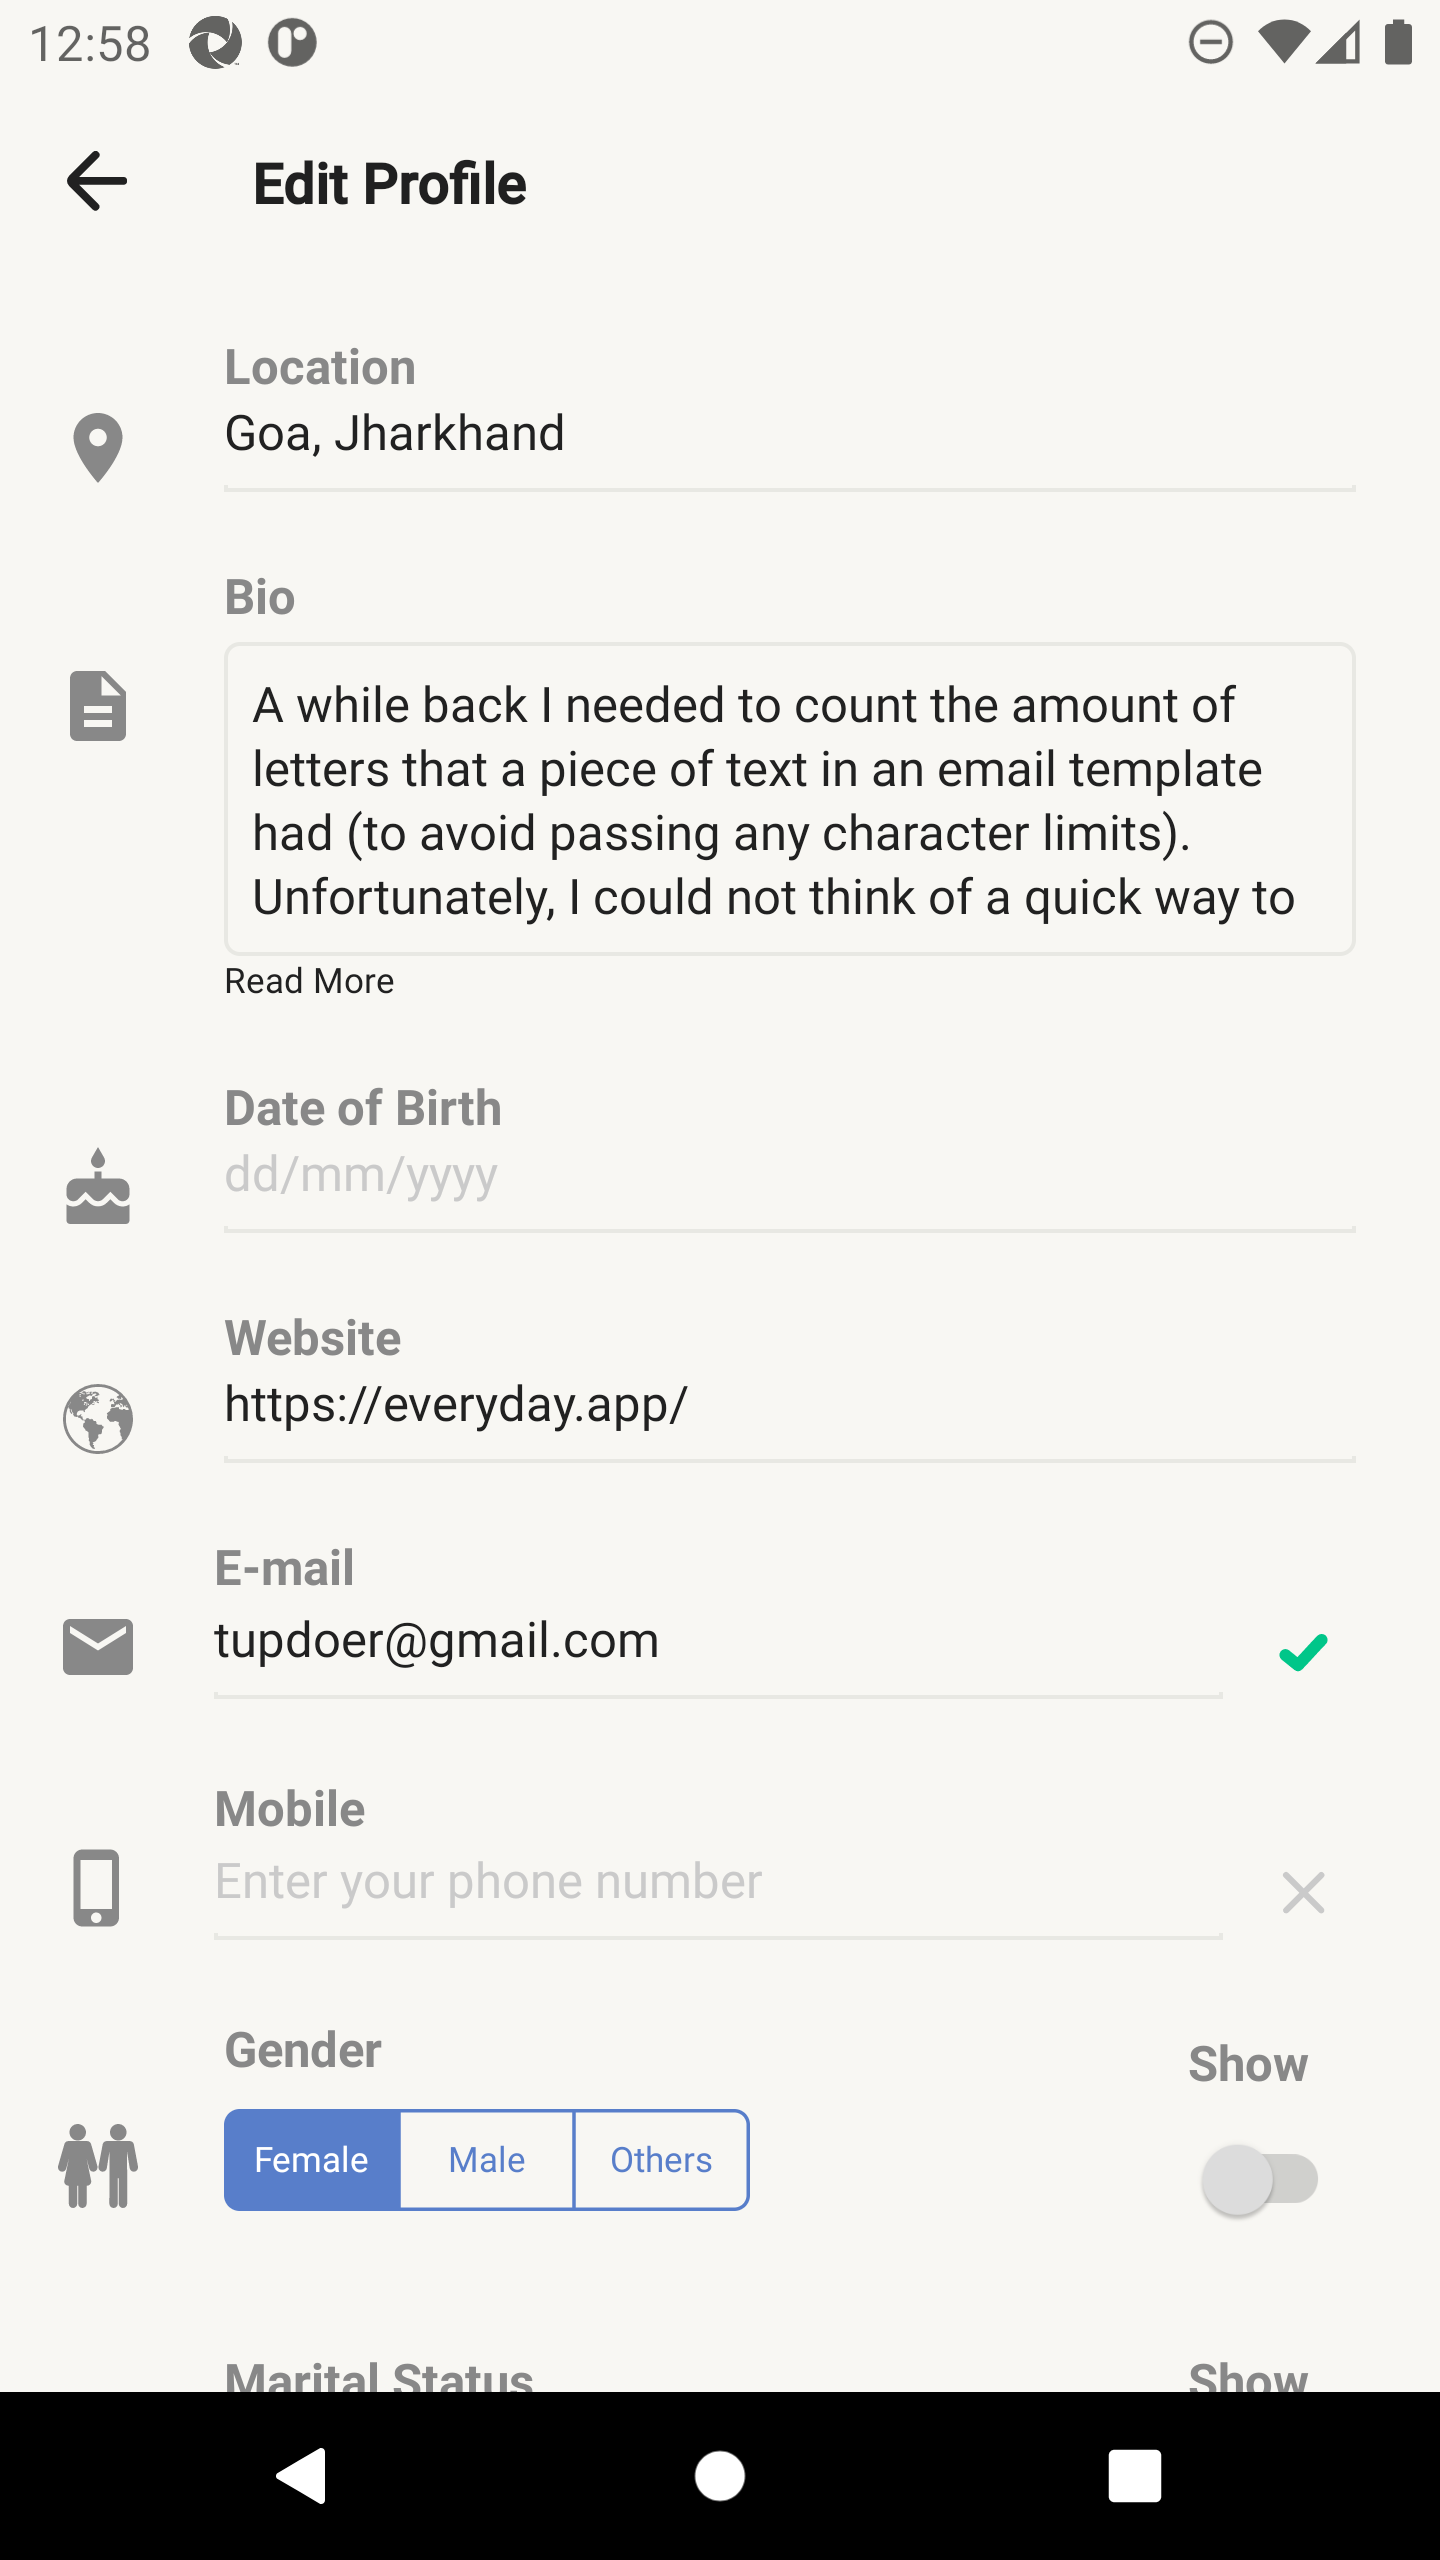 12:58
Edit Profile
Location
Goa, Jharkhand
Bio
A while back I needed to count the amount of
letters that a piece of text in an email template
had (to avoid passing any character limits).
Unfortunately, I could not think of a quick way to
Read More
Date of Birth
dd/mm/yyyy
Website
https://everyday.app/
E-mail
tupdoer@gmail.com
Mobile
Enter your phone number
Gender
Show
Female Male Others
Marital Status
Show